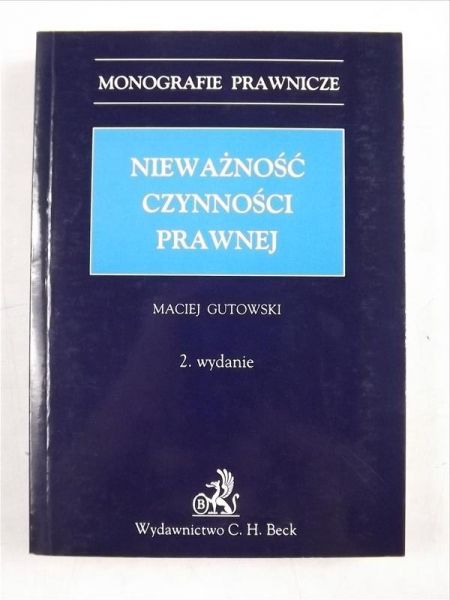 MONOGRAFIE PRAWNICZE
NIEWAŻNOŚĆ
CZYNNOŚCI
PRAWNEJ
MACIEJ GUTOWSKI
2. wydanie
B
Wydawnictwo C. H. Beck